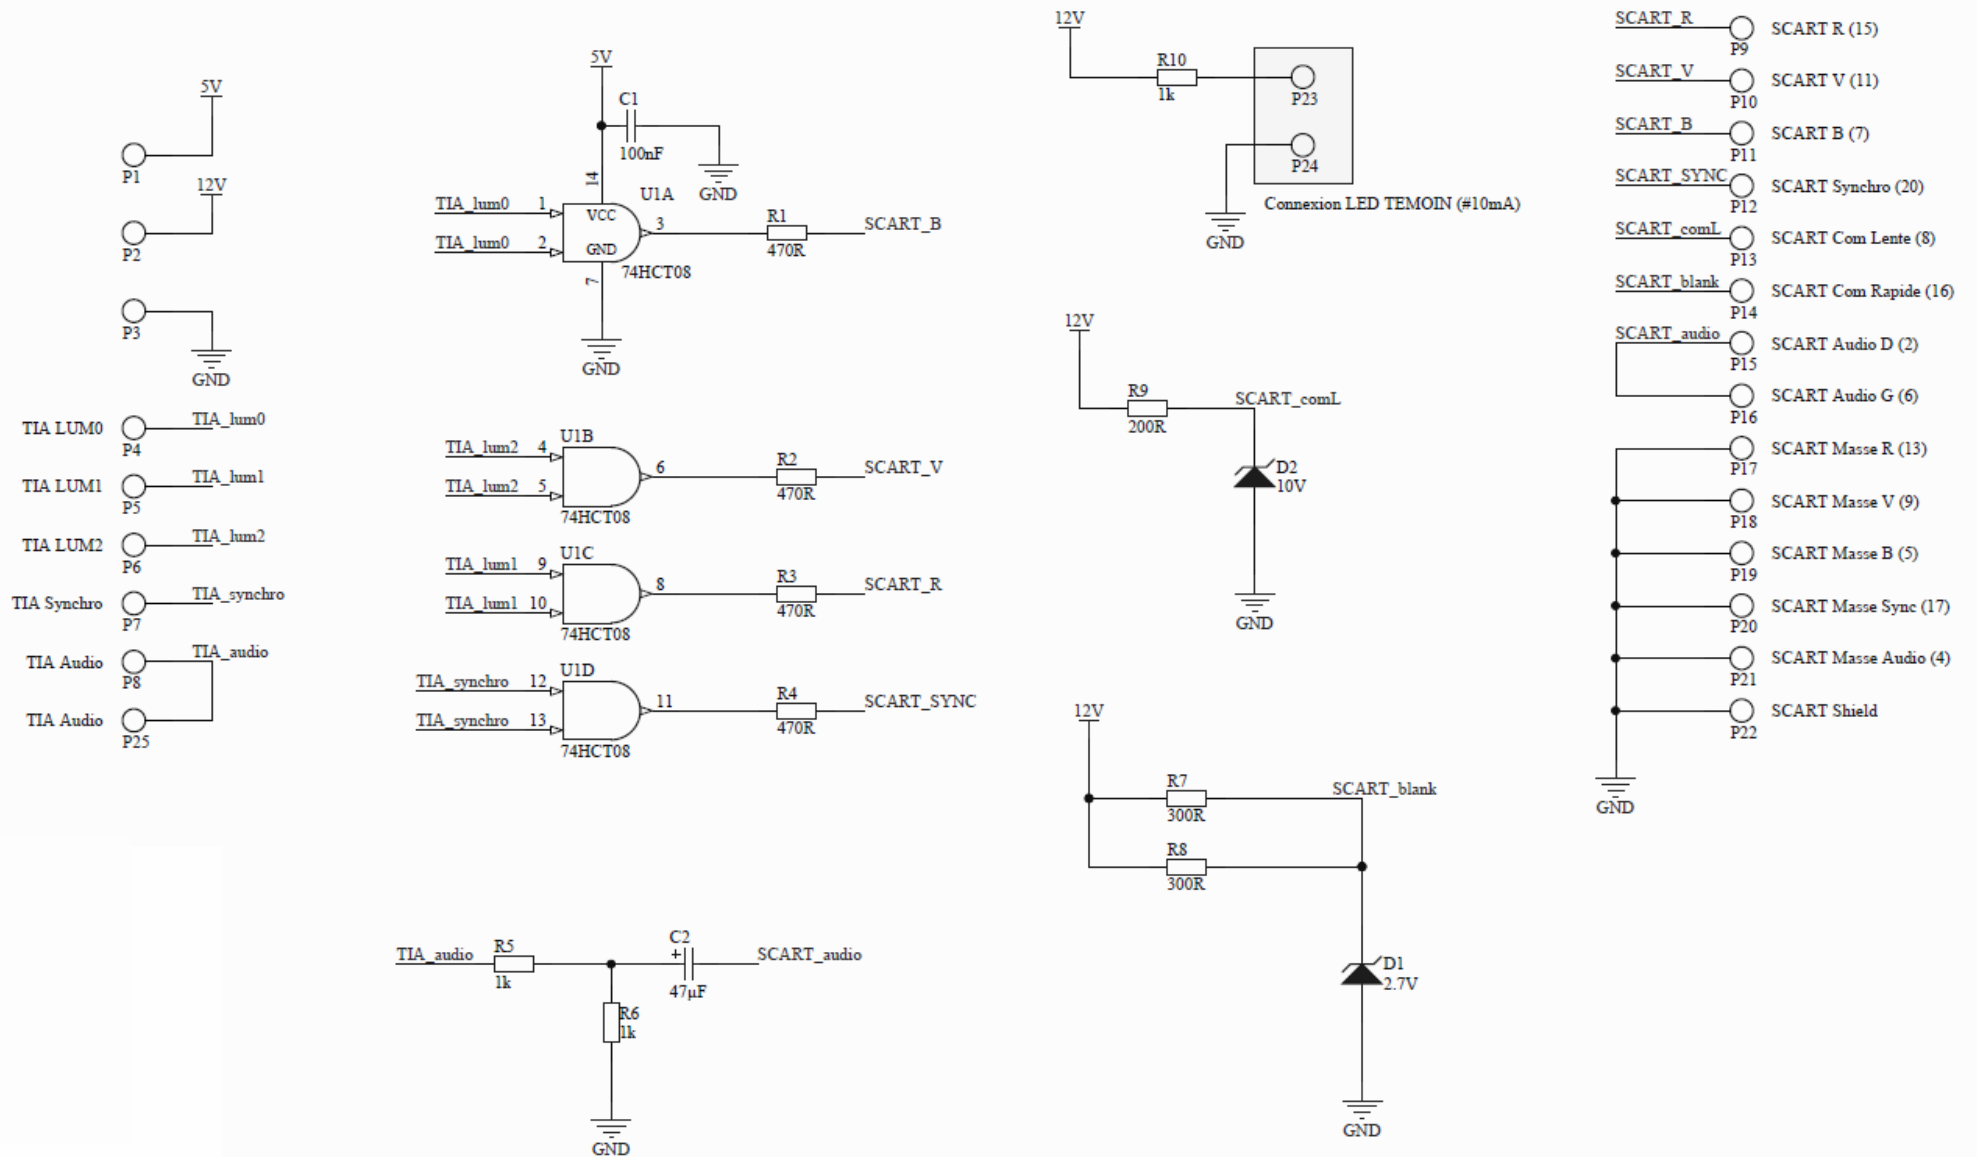 5V
P1
12V
P2
P3
GND
TIA LUM0
P4
TIA_lum0
TIA LUM1
P5
TIA_lum1
TIA LUM2
P6
TIA_lum2
TIA Synchro
P7
TIA_synchro
TIA Audio
P8
TIA_audio
TIA Audio
P25
5V
C1
100nF
GND
14
U1A
TIA_lum0 1
VCC
3
R1
470R
SCART_B
TIA_lum0 2
GND
74HCT08
7
GND
U1B
TIA_lum2 4
6
R2
470R
SCART_V
TIA_lum2 5
74HCT08
U1C
TIA_lum1 9
8
R3
470R
SCART_R
TIA_lum1 10
74HCT08
U1D
TIA_synchro 12
11
R4
470R
SCART_SYNC
TIA_synchro 13
74HCT08
TIA_audio
R5
1k
C2
+
47µF
SCART_audio
R6
1k
GND
12V
R10
1k
P23
P24
GND
Connexion LED TEMOIN (#10mA)
12V
R9
200R
SCART_comL
D2
10V
GND
12V
R7
300R
SCART_blank
R8
300R
D1
2.7V
GND
SCART_R
P9
SCART R (15)
SCART_V
P10
SCART V (11)
SCART_B
P11
SCART B (7)
SCART_SYNC
P12
SCART Synchro (20)
SCART_comL
P13
SCART Com Lente (8)
SCART_blank
P14
SCART Com Rapide (16)
SCART_audio
P15
SCART Audio D (2)
P16
SCART Audio G (6)
P17
SCART Masse R (13)
P18
SCART Masse V (9)
P19
SCART Masse B (5)
P20
SCART Masse Sync (17)
P21
SCART Masse Audio (4)
P22
SCART Shield
GND